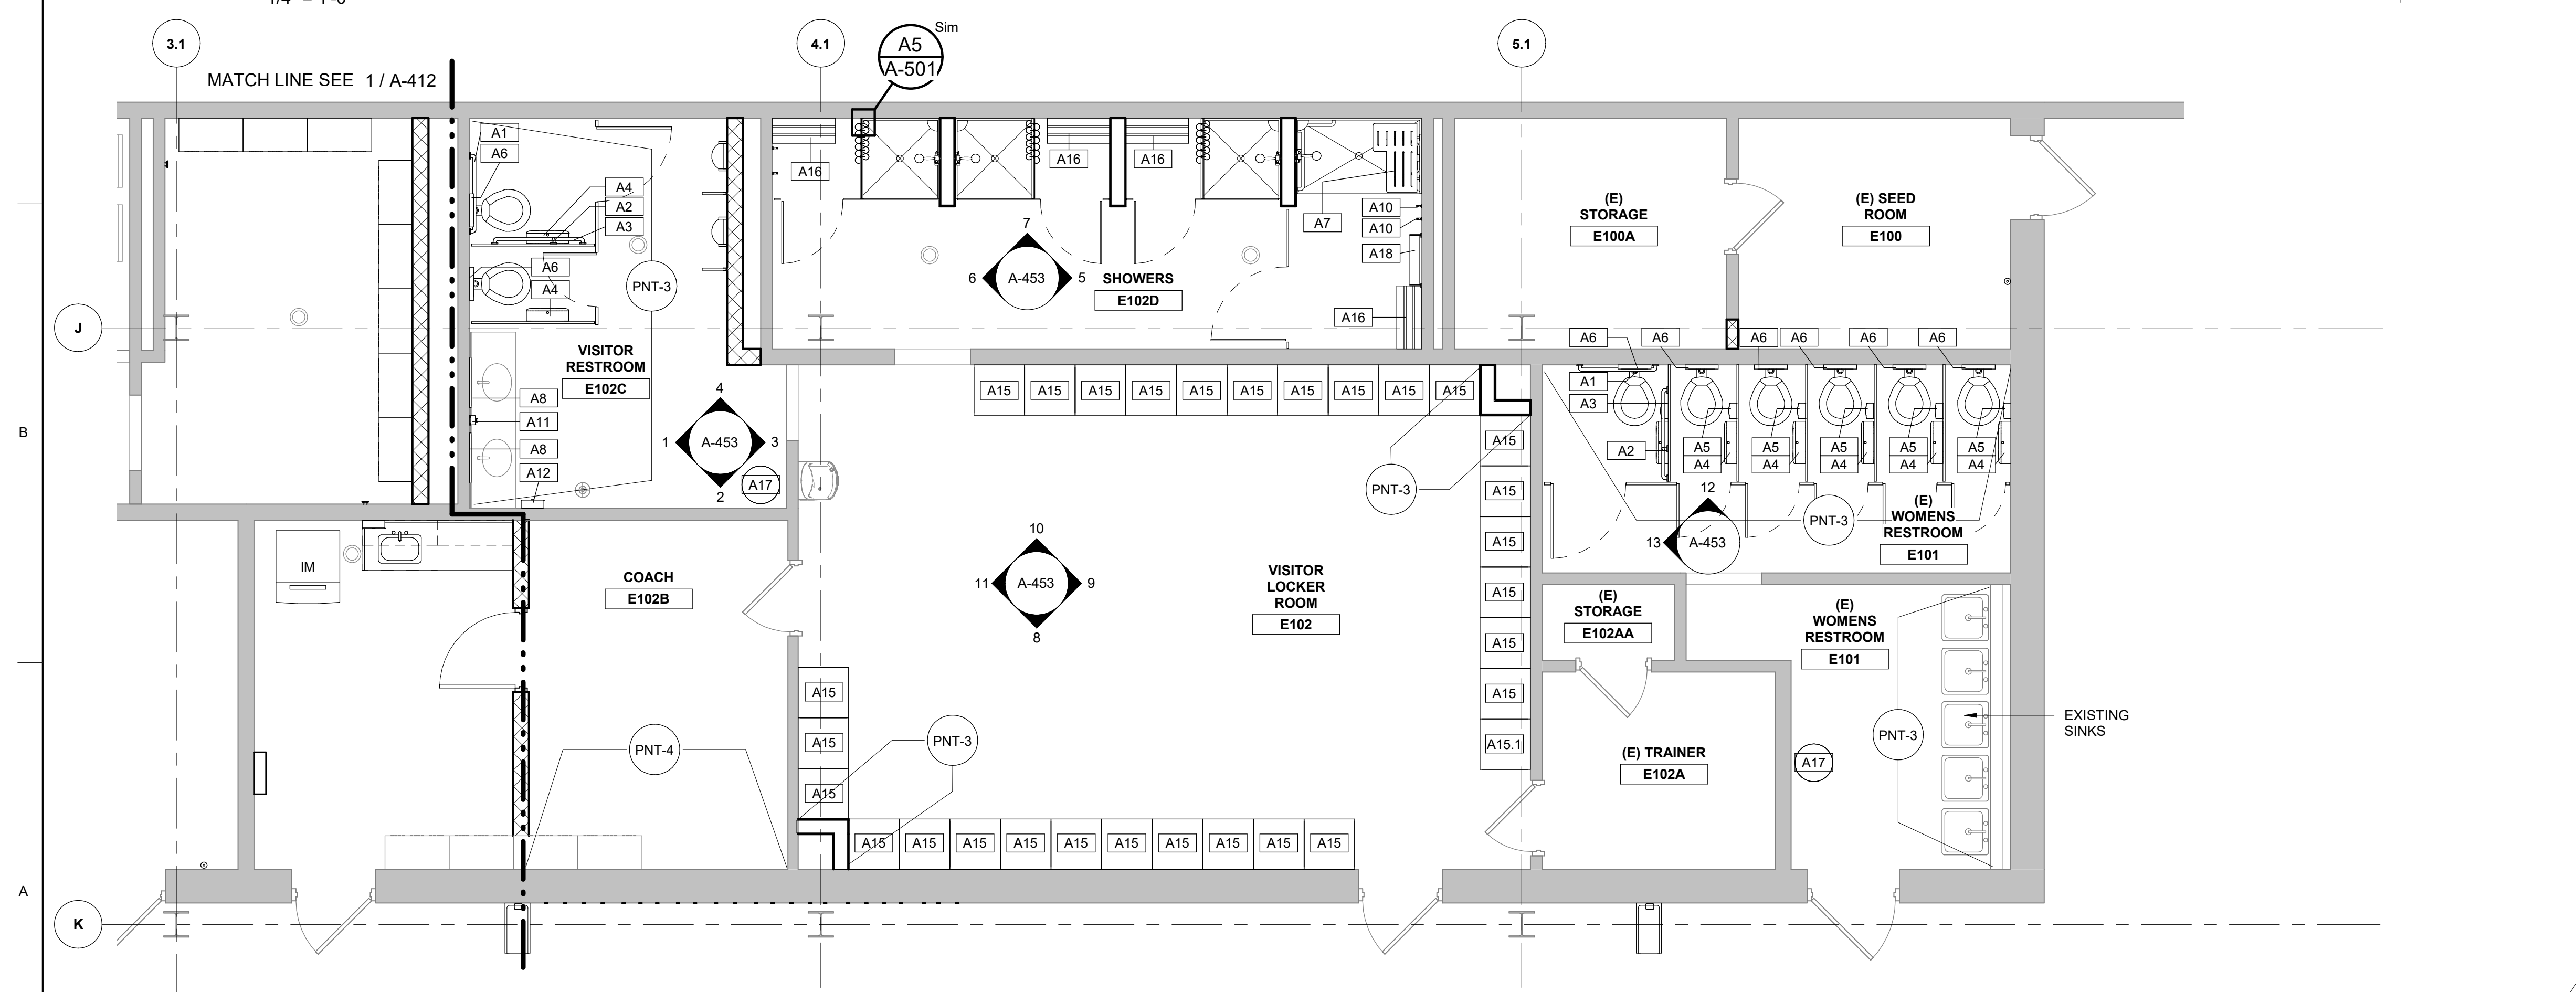 3.1
4.1
A5
A-501
Sim
5.1
MATCH LINE SEE 1 / A-412
A1
A6
A4
A2
A3
A6
A4
PNT-3
VISITOR
RESTROOM
E102C
A8
A11
A8
A12
4
1 A-453 3
2
A17
A16
A16
A16
A7
A10
A10
A18
A16
7
6 A-453 5
SHOWERS
E102D
(E)
STORAGE
E100A
(E) SEED
ROOM
E100
J
B
A15 A15 A15 A15 A15 A15 A15 A15 A15 A15
A15
A15
A15
A15
A15
A15
A15.1
PNT-3
A6 A6 A6 A6 A6 A6
A1
A3
A2
A5 A5 A5 A5 A5
A4 A4 A4 A4 A4
12
13 A-453
PNT-3
(E)
WOMENS
RESTROOM
E101
IM
COACH
E102B
PNT-4
10
11 A-453 9
8
VISITOR
LOCKER
ROOM
E102
A15
A15
A15
PNT-3
A15 A15 A15 A15 A15 A15 A15 A15 A15 A15
(E)
STORAGE
E102AA
(E)
WOMENS
RESTROOM
E101
(E) TRAINER
E102A
A17
PNT-3
EXISTING
SINKS
A
K